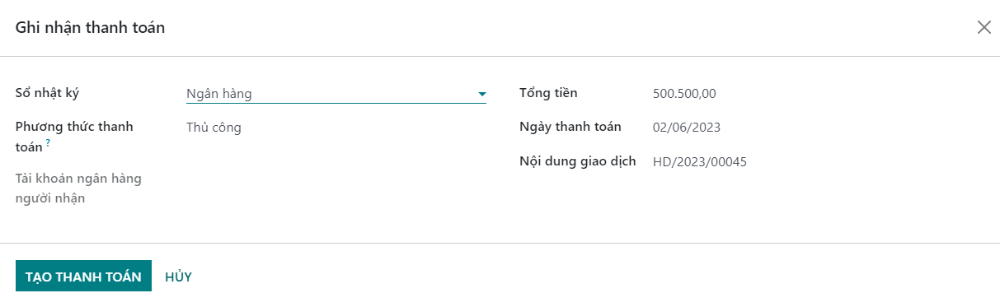 Ghi nhận thanh toán
Sổ nhật ký
Ngân hàng
Phương thức thanh
toán ?
Thủ công
Tài khoản ngân hàng
người nhận
Tổng tiền
500.500,00
Ngày thanh toán
02/06/2023
Nội dung giao dịch
HD/2023/00045
TẠO THANH TOÁN
HỦY